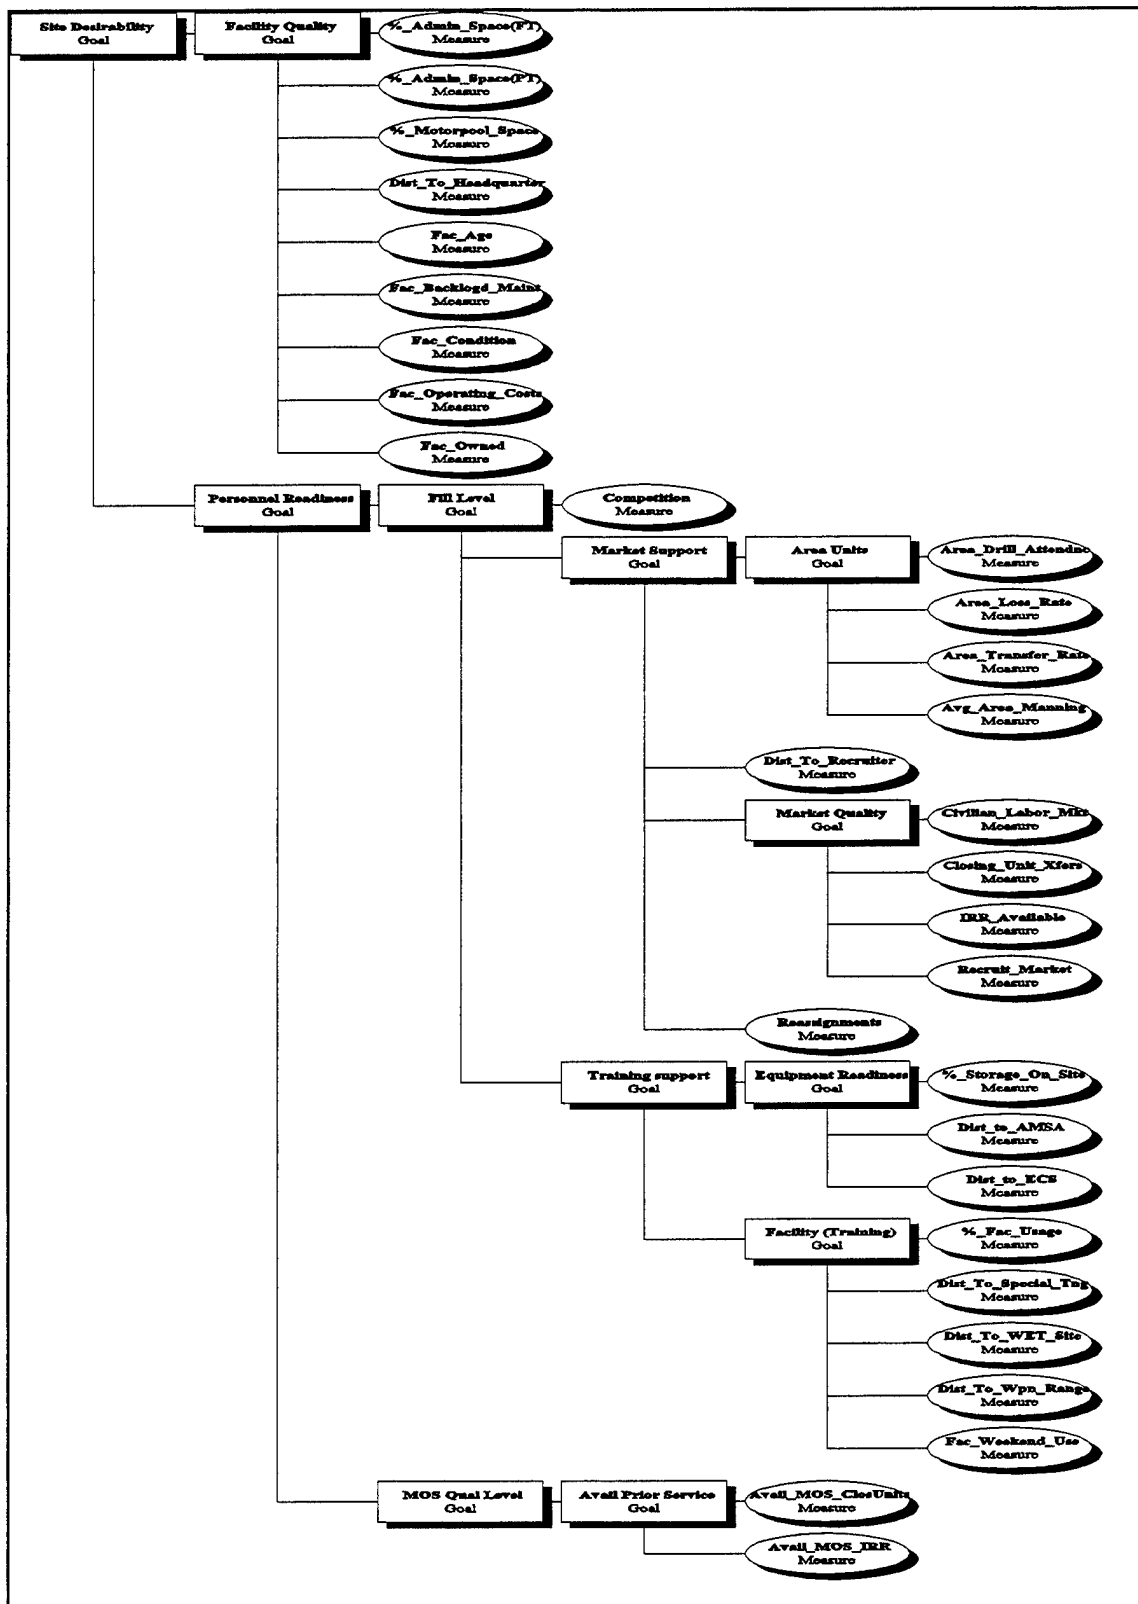 Site Desirability
Goal
Facility Quality
Goal
%_Admin_Space(FT)
Measure
%_Admin_Space(PT)
Measure
%_Motorpool_Space
Measure
Dist_To_Headquarter
Measure
Fac_Age
Measure
Fac_Backlogd_Maint
Measure
Fac_Condition
Measure
Fac_Operating_Costs
Measure
Fac_Owned
Measure
Personnel Readiness
Goal
Fill Level
Goal
Competition
Measure
Market Support
Goal
Area Units
Goal
Area_Drill_Attendnc
Measure
Area_Loss_Rate
Measure
Area_Transfer_Rate
Measure
Avg_Area_Manning
Measure
Dist_To_Recruiter
Measure
Market Quality
Goal
Civilian_Labor_Mkt
Measure
Closing_Unit_Xfers
Measure
IRR_Available
Measure
Recruit_Market
Measure
Reassignments
Measure
Training support
Goal
Equipment Readiness
Goal
%_Storage_On_Site
Measure
Dist_to_AMSA
Measure
Dist_to_ECS
Measure
Facility (Training)
Goal
%_Fac_Usage
Measure
Dist_To_Special_Tng
Measure
Dist_To_WET_Site
Measure
Dist_To_Wpn_Range
Measure
Fac_Weekend_Use
Measure
MOS Qual Level
Goal
Avail Prior Service
Goal
Avail_MOS_ClosUnits
Measure
Avail_MOS_IRR
Measure